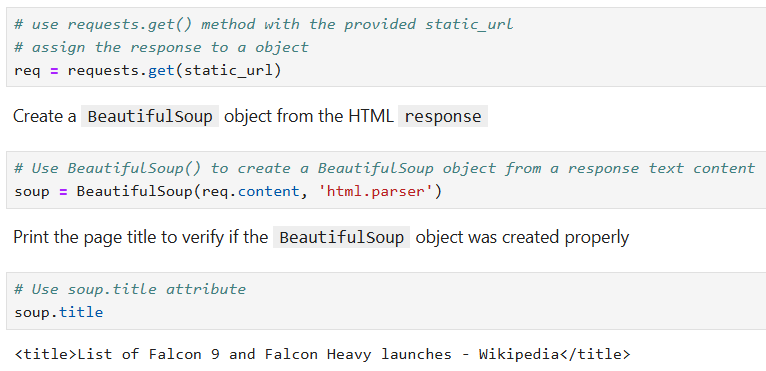 # use requests.get() method with the provided static_url
# assign the response to a object
req = requests.get(static_url)
Create a BeautifulSoup object from the HTML response
# Use BeautifulSoup() to create a BeautifulSoup object from a response text content
soup = BeautifulSoup(req.content, 'html.parser')
Print the page title to verify if the BeautifulSoup object was created properly
# Use soup.title attribute
soup.title
<title>List of Falcon 9 and Falcon Heavy launches - Wikipedia</title>